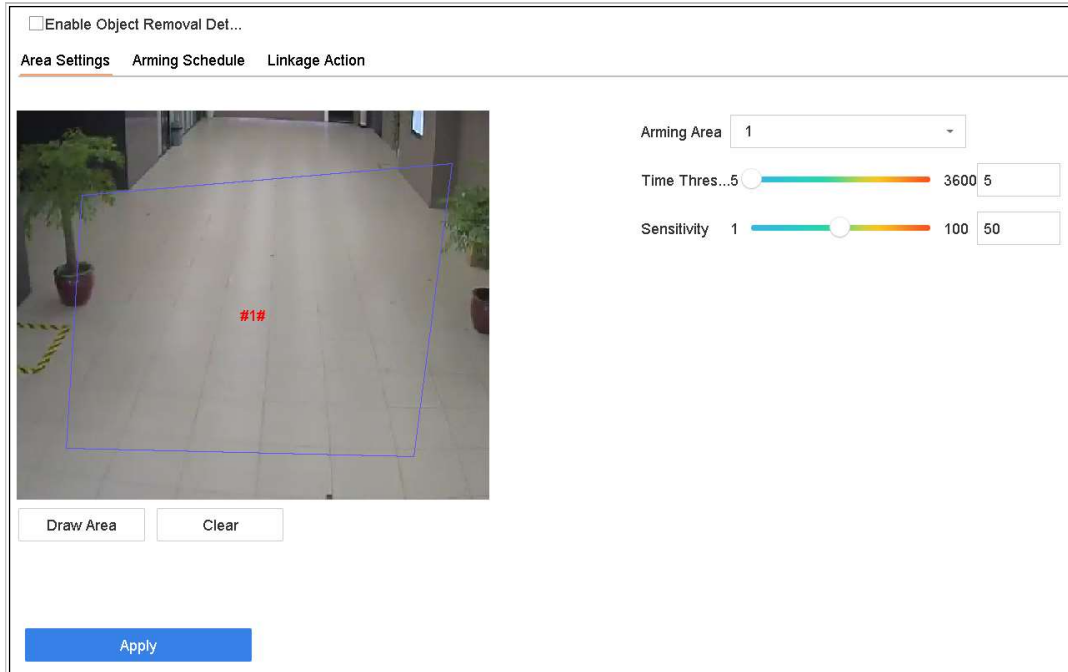 Enable Object Removal Det...
Area Settings Arming Schedule Linkage Action
Arming Area 1
Time Thres...5 3600 5
Sensitivity 1 100 50
#1#
Draw Area Clear
Apply